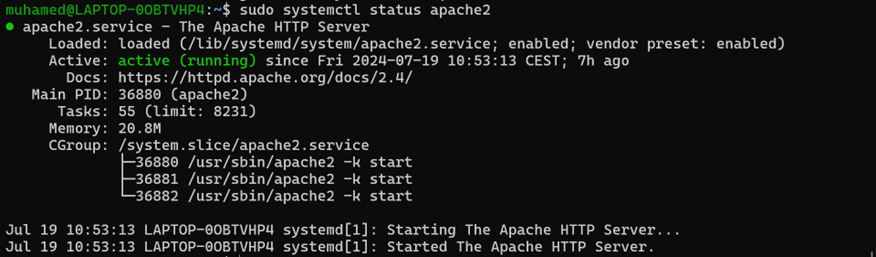 muhamed@LAPTOP-0OBTVHP4:~$ sudo systemctl status apache2
● apache2.service - The Apache HTTP Server
Loaded: loaded (/lib/systemd/system/apache2.service; enabled; vendor preset: enabled)
Active: active (running) since Fri 2024-07-19 10:53:13 CEST; 7h ago
Docs: https://httpd.apache.org/docs/2.4/
Main PID: 36880 (apache2)
Tasks: 55 (limit: 8231)
Memory: 20.8M
CGroup: /system.slice/apache2.service
├─36880 /usr/sbin/apache2 -k start
├─36881 /usr/sbin/apache2 -k start
└─36882 /usr/sbin/apache2 -k start
Jul 19 10:53:13 LAPTOP-0OBTVHP4 systemd[1]: Starting The Apache HTTP Server...
Jul 19 10:53:13 LAPTOP-0OBTVHP4 systemd[1]: Started The Apache HTTP Server.